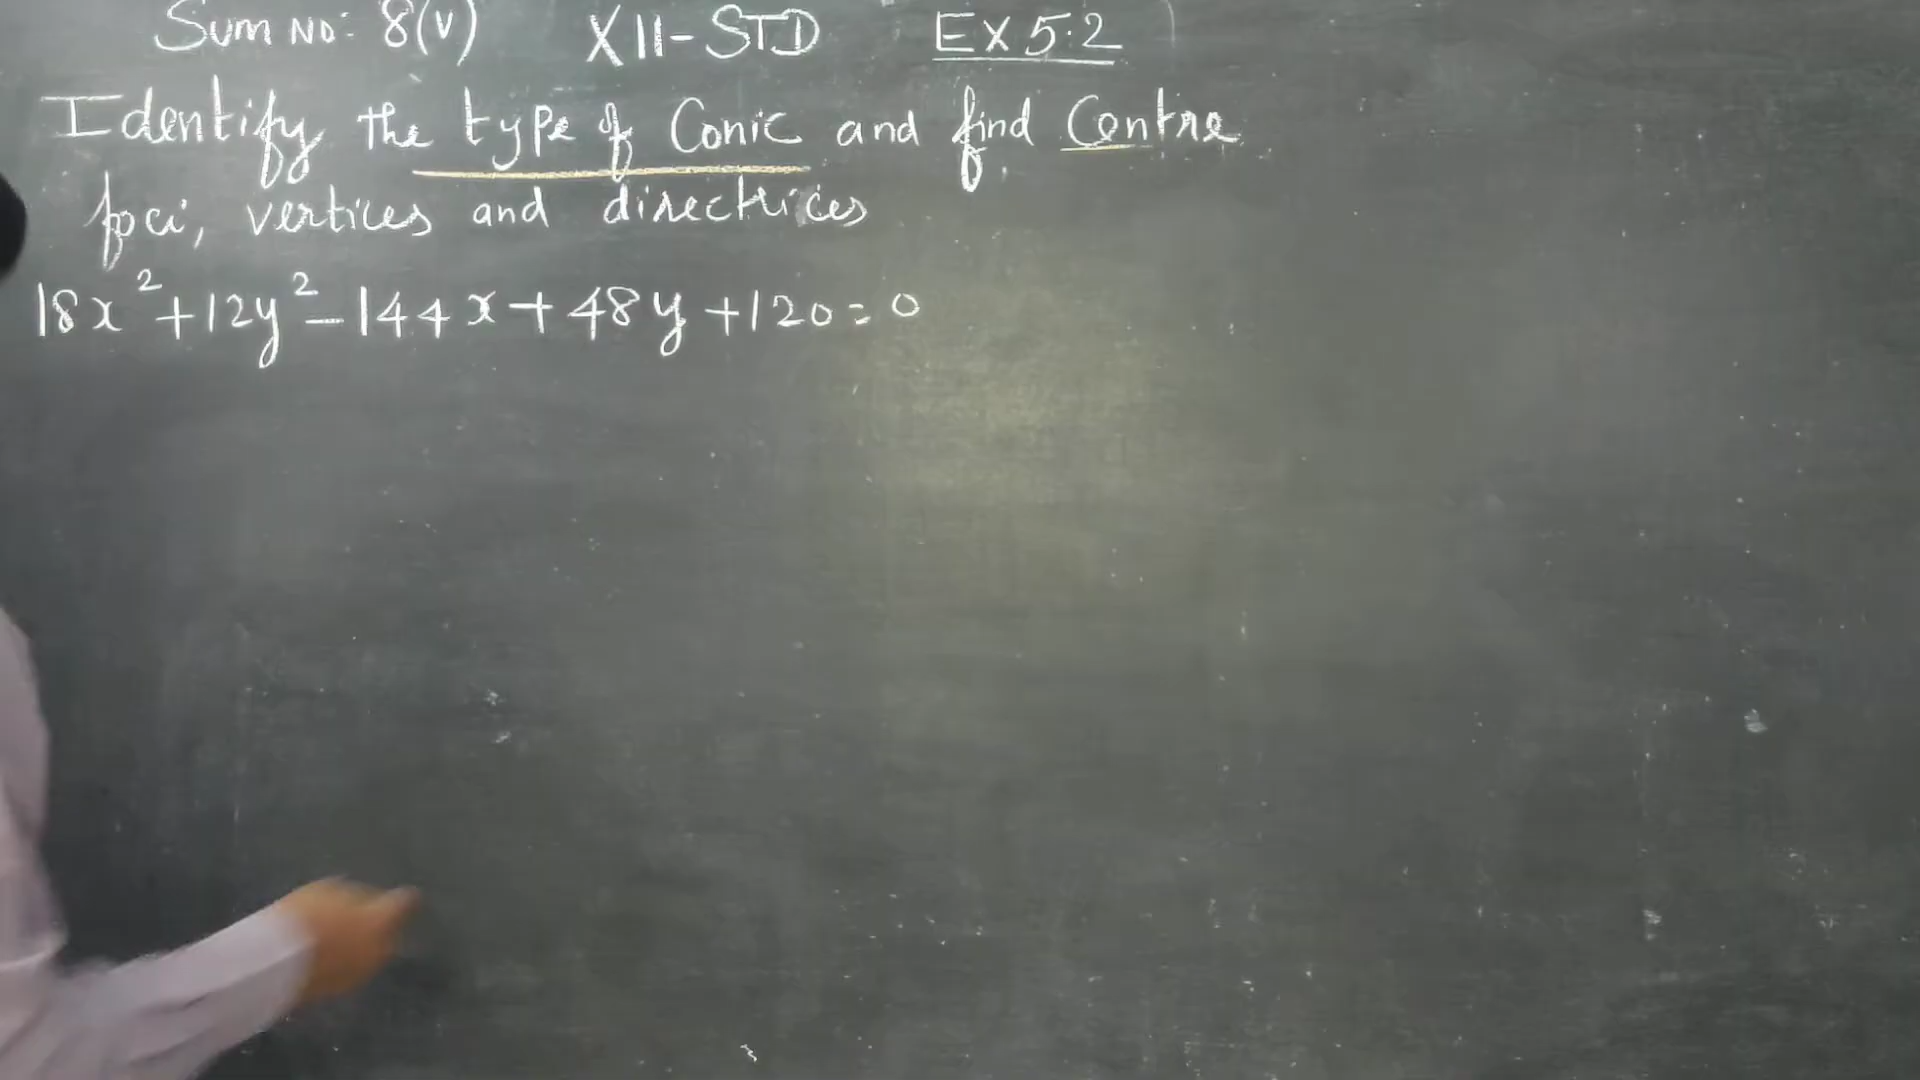 Sum No: 8(v) XII-STD EX 5.2
Identify the type of Conic and find Centre
foci, vertices and directrices
18x²+12y²-144x+48y+120=0